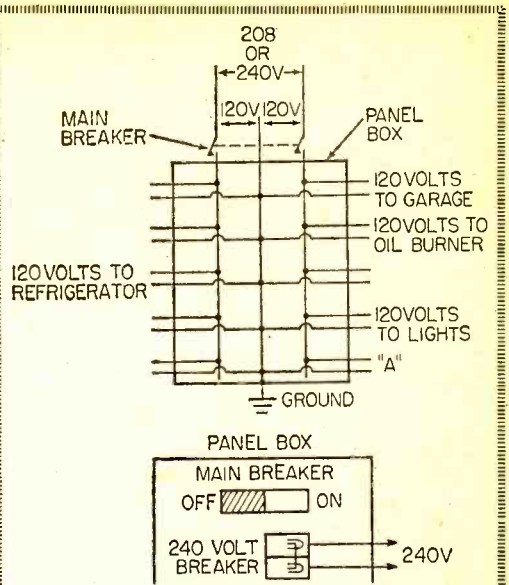 208
OR
240V
120V 120V
MAIN
BREAKER
PANEL
BOX
120 VOLTS
TO GARAGE
120 VOLTS TO
OIL BURNER
120 VOLTS TO
REFRIGERATOR
120 VOLTS
TO LIGHTS
"A"
GROUND
PANEL BOX
MAIN BREAKER
OFF ON
240 VOLT
BREAKER
240V